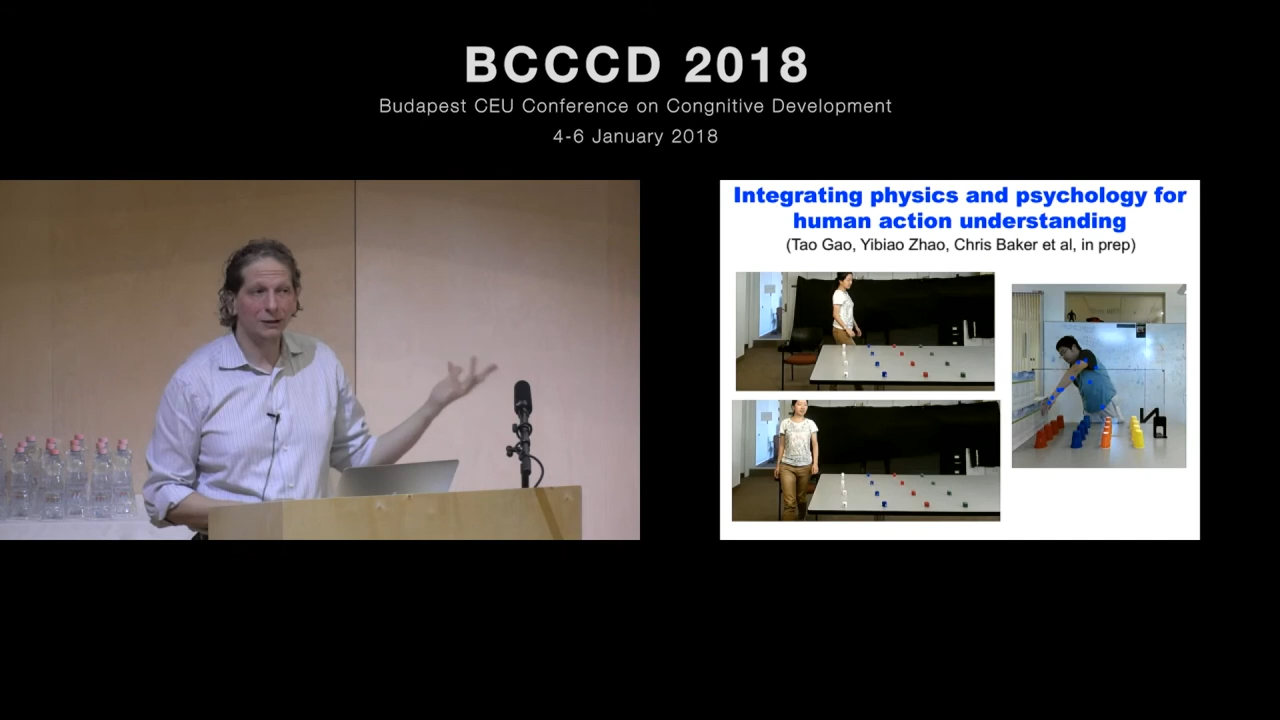 BCCCD 2018
Budapest CEU Conference on Congnitive Development
4-6 January 2018
Integrating physics and psychology for
human action understanding
(Tao Gao, Yibiao Zhao, Chris Baker et al, in prep)